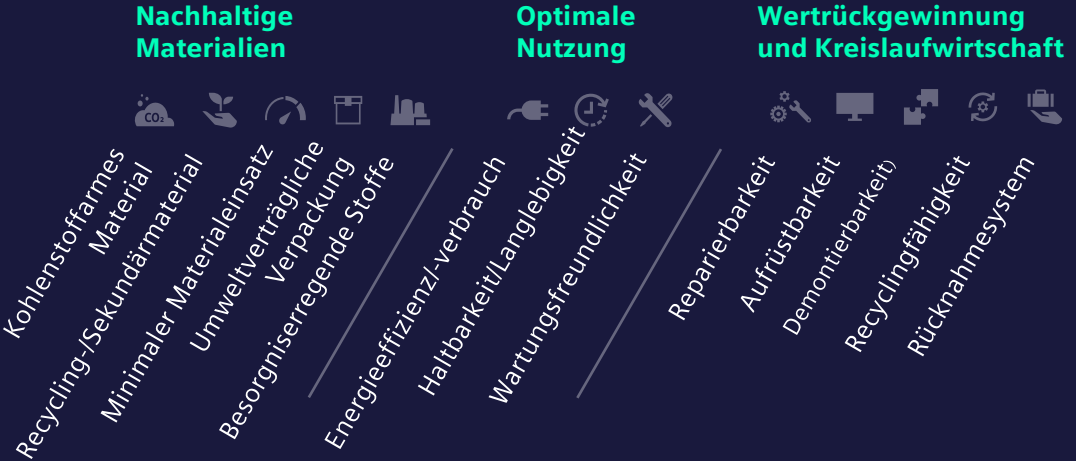 Nachhaltige
Materialien
Optimale
Nutzung
Wertrückgewinnung
und Kreislaufwirtschaft
CO₂
Kohlenstoffarmes
Material
Recycling-/Sekundärmaterial
Minimaler Materialeinsatz
Umweltverträgliche
Verpackung
Besorgniserregende Stoffe
Energieeffizienz/-verbrauch
Haltbarkeit/Langlebigkeit
Wartungsfreundlichkeit
Reparierbarkeit
Aufrüstbarkeit
Demontierbarkeit)
Recyclingfähigkeit
Rücknahmesystem